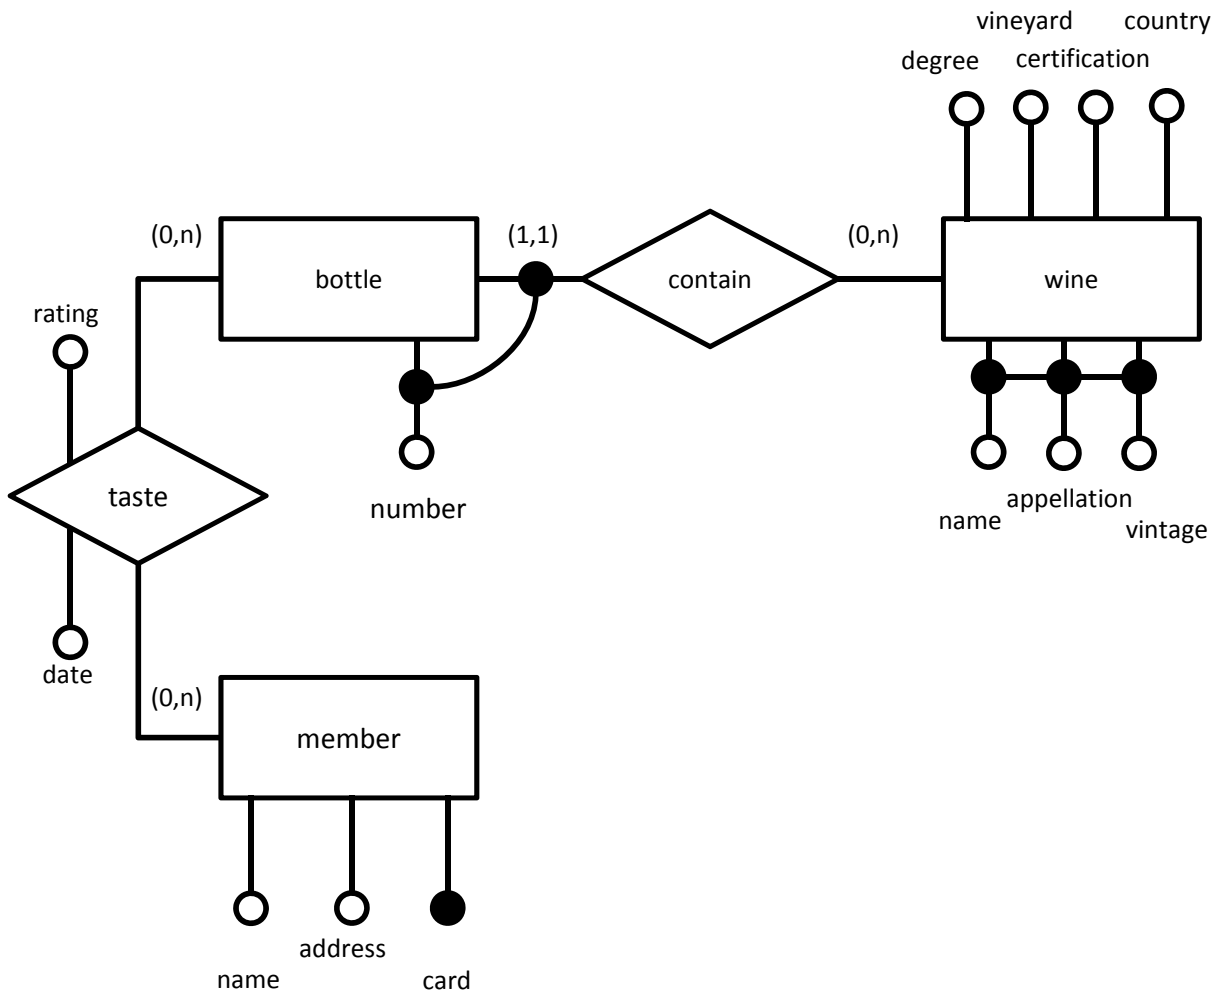 vineyard
country
degree
certification
(0,n)
(1,1)
(0,n)
bottle
contain
wine
rating
taste
number
name
appellation
vintage
date
(0,n)
member
name
address
card